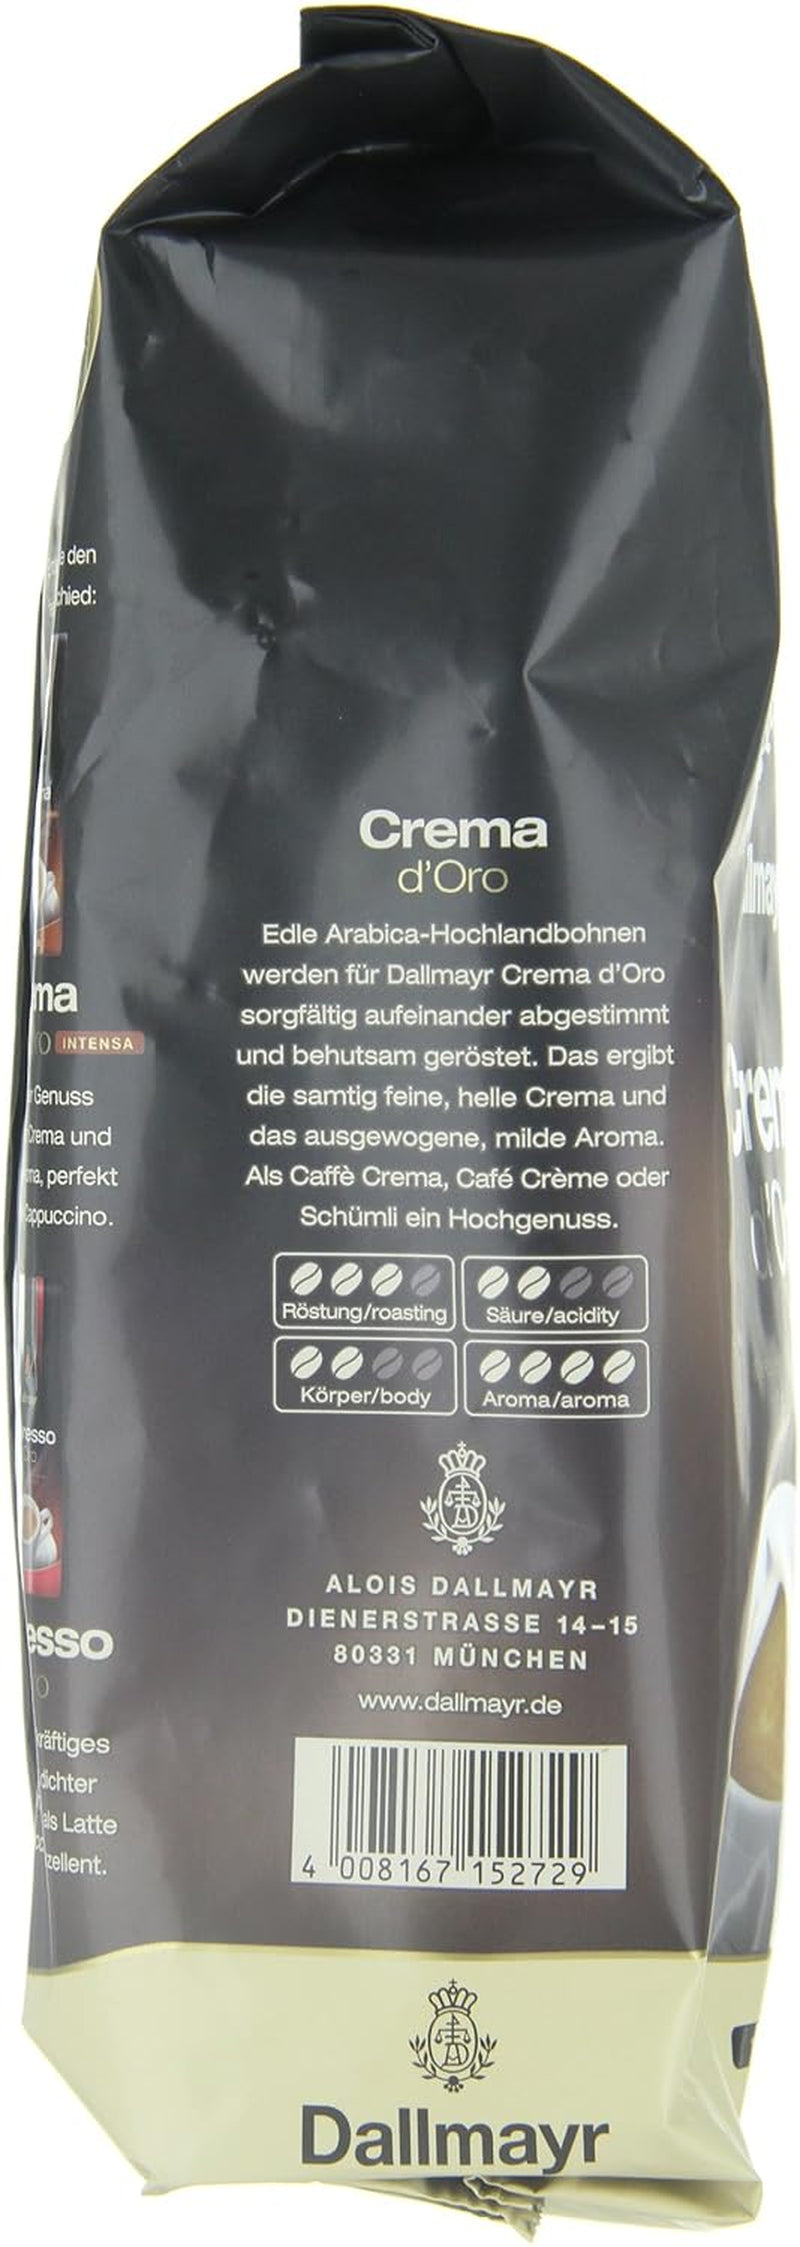 den
Crema
d'Oro
Edle Arabica-Hochlandbohnen
werden für Dallmayr Crema d'Oro
sorgfältig aufeinander abgestimmt
und behutsam geröstet. Das ergibt
die samtig feine, helle Crema und
das ausgewogene, milde Aroma.
Als Caffè Crema, Café Crème oder
Schümli ein Hochgenuss.
Röstung/roasting
Säure/acidity
Körper/body
Aroma/aroma
ALOIS DALLMAYR
DIENERSTRASSE 14–15
80331 MÜNCHEN
www.dallmayr.de
4 008167 152729
Dallmayr
INTENSA
Genuss
Crema und
perfekt
Cappuccino.
kräftiges
dichter
als Latte